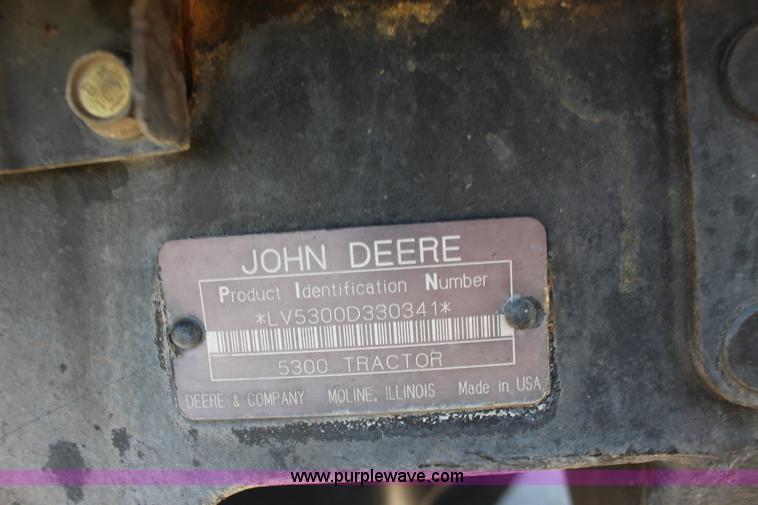 JOHN DEERE
Product Identification Number
*LV5300D330341*
5300 TRACTOR
DEERE & COMPANY MOLINE, ILLINOIS Made in USA
www.purplewave.com